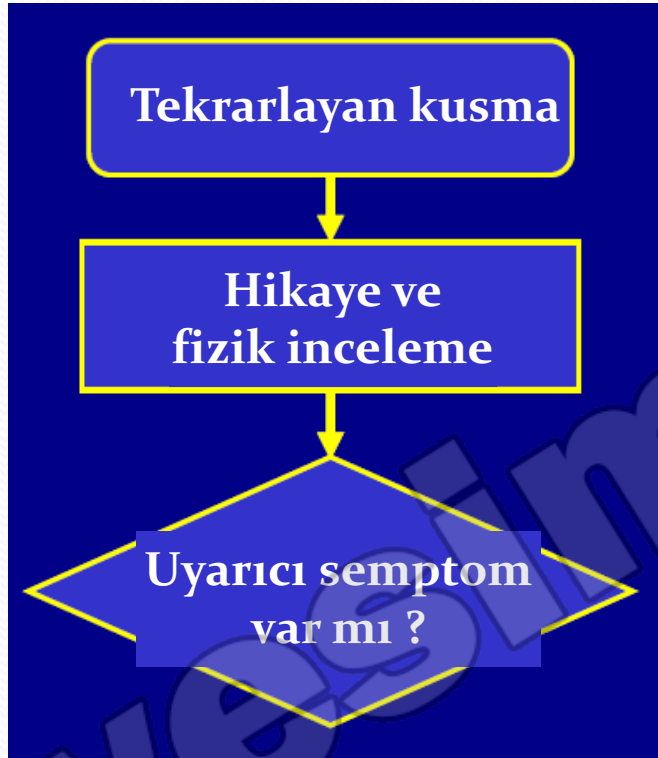 Tekrarlayan kusma
Hikaye ve
fizik inceleme
Uyarıcı semptom
var mı ?